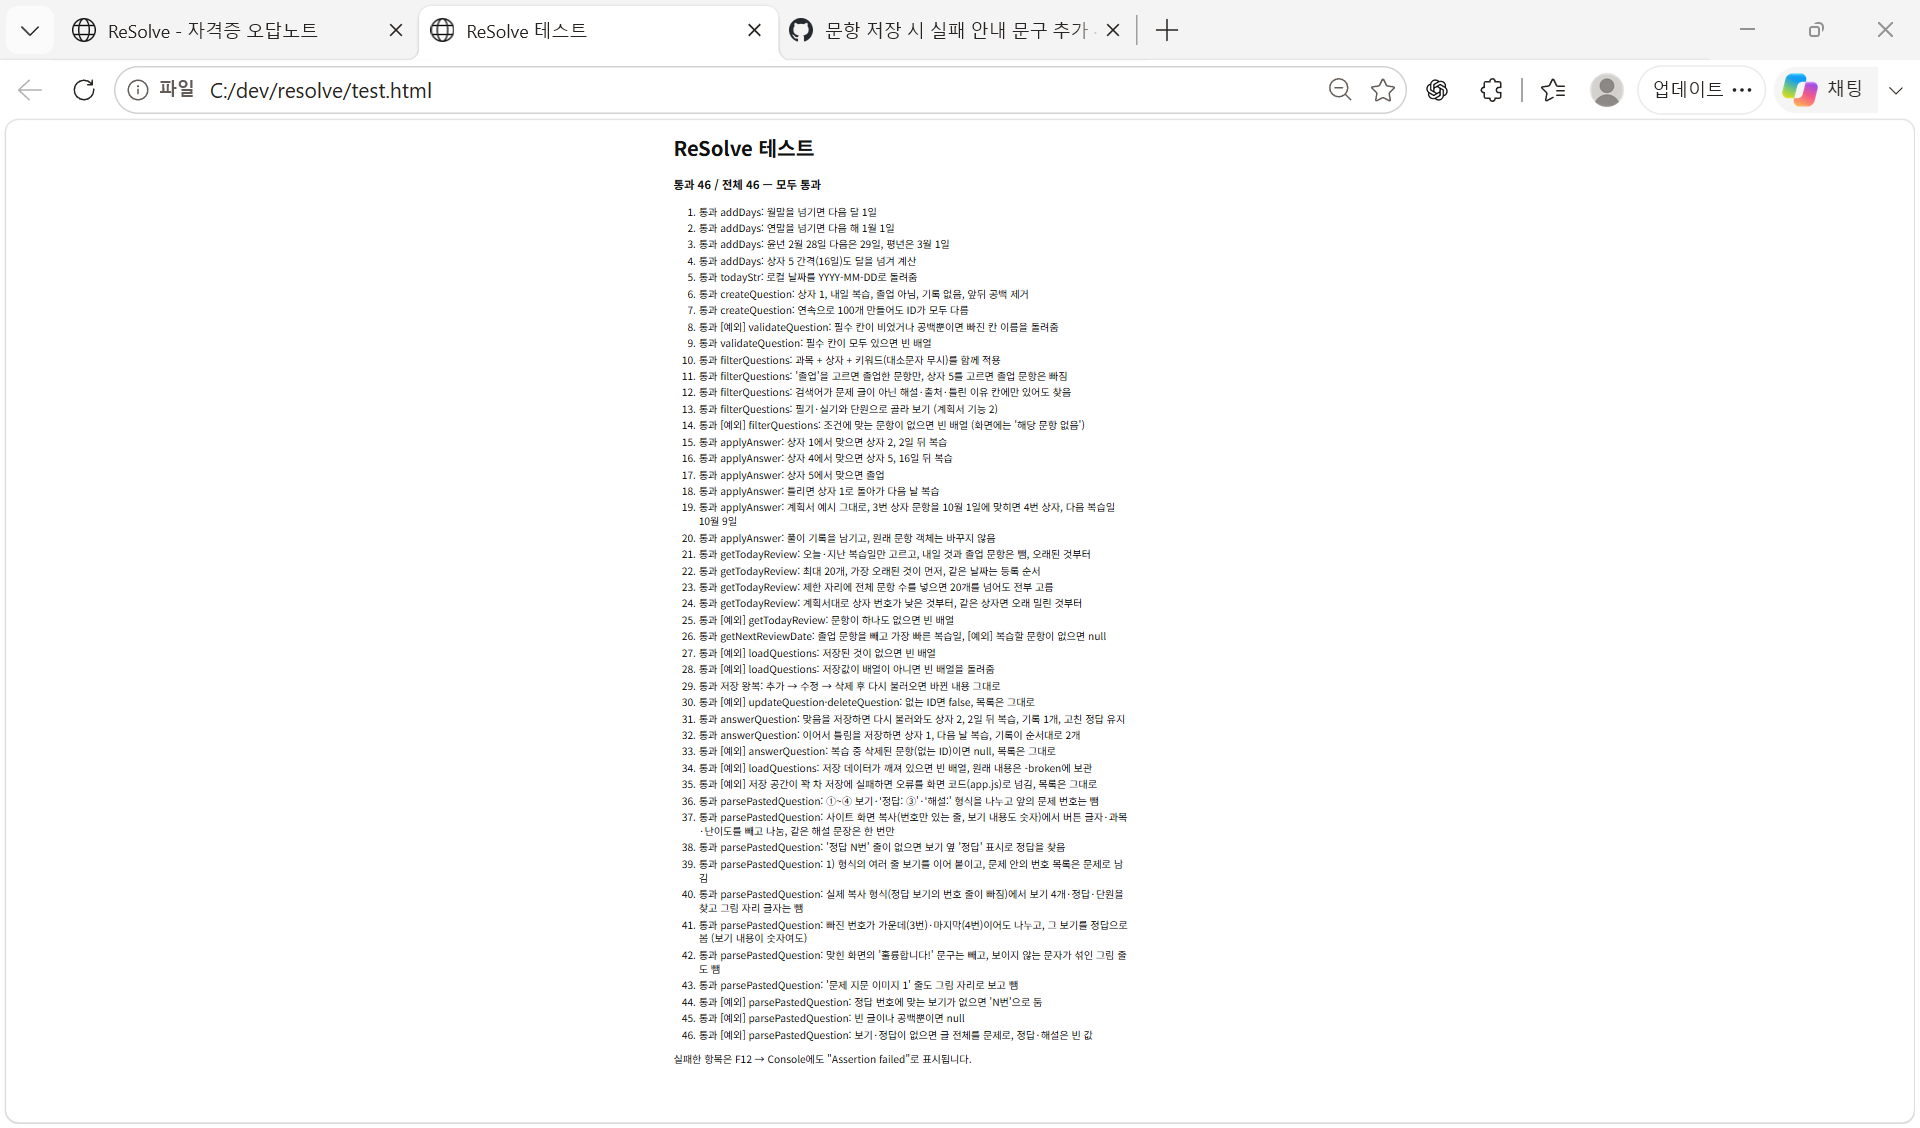 ReSolve - 자격증 오답노트
ReSolve 테스트
문항 저장 시 실패 안내 문구 추가
파일 C:/dev/resolve/test.html
업데이트
채팅
ReSolve 테스트
통과 46 / 전체 46 — 모두 통과
1. 통과 addDays: 월말을 넘기면 다음 달 1일
2. 통과 addDays: 연말을 넘기면 다음 해 1월 1일
3. 통과 addDays: 윤년 2월 28일 다음은 29일, 평년은 3월 1일
4. 통과 addDays: 상자 5 간격(16일)도 달을 넘겨 계산
5. 통과 todayStr: 로컬 날짜를 YYYY-MM-DD로 돌려줌
6. 통과 createQuestion: 상자 1, 내일 복습, 졸업 아님, 기록 없음, 앞뒤 공백 제거
7. 통과 createQuestion: 연속으로 100개 만들어도 ID가 모두 다름
8. 통과 [예외] validateQuestion: 필수 칸이 비었거나 공백뿐이면 빠진 칸 이름을 돌려줌
9. 통과 validateQuestion: 필수 칸이 모두 있으면 빈 배열
10. 통과 filterQuestions: 과목 + 상자 + 키워드(대소문자 무시)를 함께 적용
11. 통과 filterQuestions: '졸업'을 고르면 졸업한 문항만, 상자 5를 고르면 졸업 문항은 빠짐
12. 통과 filterQuestions: 검색어가 문제 글이 아닌 해설·출처·틀린 이유 칸에만 있어도 찾음
13. 통과 filterQuestions: 필기·실기와 단원으로 골라 보기 (계획서 기능 2)
14. 통과 [예외] filterQuestions: 조건에 맞는 문항이 없으면 빈 배열 (화면에는 '해당 문항 없음')
15. 통과 applyAnswer: 상자 1에서 맞으면 상자 2, 2일 뒤 복습
16. 통과 applyAnswer: 상자 4에서 맞으면 상자 5, 16일 뒤 복습
17. 통과 applyAnswer: 상자 5에서 맞으면 졸업
18. 통과 applyAnswer: 틀리면 상자 1로 돌아가 다음 날 복습
19. 통과 applyAnswer: 계획서 예시 그대로, 3번 상자 문항을 10월 1일에 맞히면 4번 상자, 다음 복습일
10월 9일
20. 통과 applyAnswer: 풀이 기록을 남기고, 원래 문항 객체는 바꾸지 않음
21. 통과 getTodayReview: 오늘·지난 복습일만 고르고, 내일 것과 졸업 문항은 뺌, 오래된 것부터
22. 통과 getTodayReview: 최대 20개, 가장 오래된 것이 먼저, 같은 날짜는 등록 순서
23. 통과 getTodayReview: 제한 자리에 전체 문항 수를 넣으면 20개를 넘어도 전부 고름
24. 통과 getTodayReview: 계획서대로 상자 번호가 낮은 것부터, 같은 상자면 오래 밀린 것부터
25. 통과 [예외] getTodayReview: 문항이 하나도 없으면 빈 배열
26. 통과 getNextReviewDate: 졸업 문항을 빼고 가장 빠른 복습일, [예외] 복습할 문항이 없으면 null
27. 통과 [예외] loadQuestions: 저장된 것이 없으면 빈 배열
28. 통과 [예외] loadQuestions: 저장값이 배열이 아니면 빈 배열을 돌려줌
29. 통과 저장 왕복: 추가 → 수정 → 삭제 후 다시 불러오면 바뀐 내용 그대로
30. 통과 [예외] updateQuestion·deleteQuestion: 없는 ID면 false, 목록은 그대로
31. 통과 answerQuestion: 맞음을 저장하면 다시 불러와도 상자 2, 2일 뒤 복습, 기록 1개, 고친 정답 유지
32. 통과 answerQuestion: 이어서 틀림을 저장하면 상자 1, 다음 날 복습, 기록이 순서대로 2개
33. 통과 [예외] answerQuestion: 복습 중 삭제된 문항(없는 ID)이면 null, 목록은 그대로
34. 통과 [예외] loadQuestions: 저장 데이터가 깨져 있으면 빈 배열, 원래 내용은 -broken에 보관
35. 통과 [예외] 저장 공간이 꽉 차 저장에 실패하면 오류를 화면 코드(app.js)로 넘김, 목록은 그대로
36. 통과 parsePastedQuestion: ①~④ 보기·'정답: ③'·'해설:' 형식을 나누고 앞의 문제 번호는 뺌
37. 통과 parsePastedQuestion: 사이트 화면 복사(번호만 있는 줄, 보기 내용도 숫자)에서 버튼 글자·과목
·난이도를 빼고 나눔, 같은 해설 문장은 한 번만
38. 통과 parsePastedQuestion: '정답 N번' 줄이 없으면 보기 옆 '정답' 표시로 정답을 찾음
39. 통과 parsePastedQuestion: 1) 형식의 여러 줄 보기를 이어 붙이고, 문제 안의 번호 목록은 문제로 남
김
40. 통과 parsePastedQuestion: 실제 복사 형식(정답 보기의 번호 줄이 빠짐)에서 보기 4개·정답·단원을
찾고 그림 자리 글자는 뺌
41. 통과 parsePastedQuestion: 빠진 번호가 가운데(3번)·마지막(4번)이어도 나누고, 그 보기를 정답으로
봄 (보기 내용이 숫자여도)
42. 통과 parsePastedQuestion: 맞힌 화면의 '훌륭합니다!' 문구는 빼고, 보이지 않는 문자가 섞인 그림 줄
도 뺌
43. 통과 parsePastedQuestion: '문제 지문 이미지 1' 줄도 그림 자리로 보고 뺌
44. 통과 [예외] parsePastedQuestion: 정답 번호에 맞는 보기가 없으면 'N번'으로 둠
45. 통과 [예외] parsePastedQuestion: 빈 글이나 공백뿐이면 null
46. 통과 [예외] parsePastedQuestion: 보기·정답이 없으면 글 전체를 문제로, 정답·해설은 빈 값
실패한 항목은 F12 → Console에도 "Assertion failed"로 표시됩니다.